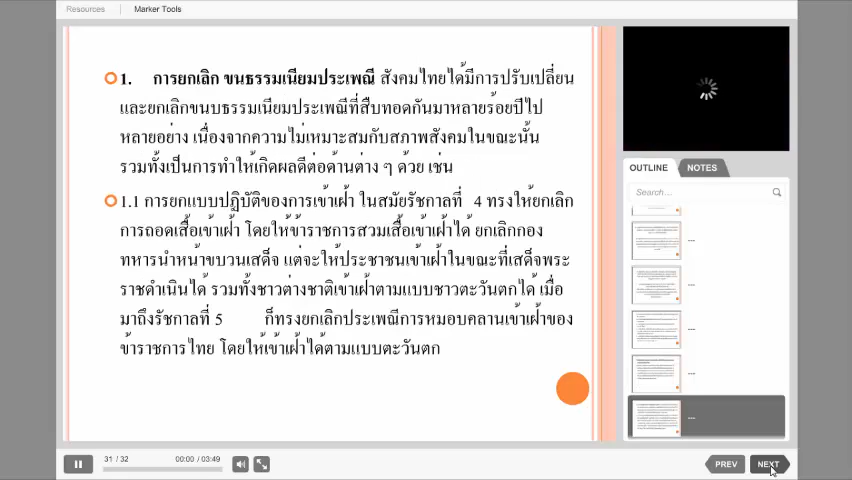 Resources
Marker Tools
1. การยกเลิก ขนธรรมเนียมประเพณี สังคมไทยได้มีการปรับเปลี่ยน
และยกเลิกขนบธรรมเนียมประเพณีที่สืบทอดกันมาหลายร้อยปีไป
หลายอย่าง เนื่องจากความไม่เหมาะสมกับสภาพสังคมในขณะนั้น
รวมทั้งเป็นการทำให้เกิดผลดีต่อด้านต่าง ๆ ด้วย เช่น
1.1 การยกแบบปฏิบัติของการเข้าเฝ้า ในสมัยรัชกาลที่ 4 ทรงให้ยกเลิก
การถอดเสื้อเข้าเฝ้า โดยให้ข้าราชการสวมเสื้อเข้าเฝ้าได้ ยกเลิกกอง
ทหารนำหน้าขบวนเสด็จ แต่จะให้ประชาชนเข้าเฝ้าในขณะที่เสด็จพระ
ราชดำเนินได้ รวมทั้งชาวต่างชาติเข้าเฝ้าตามแบบชาวตะวันตกได้ เมื่อ
มาถึงรัชกาลที่ 5 ก็ทรงยกเลิกประเพณีการหมอบคลานเข้าเฝ้าของ
ข้าราชการไทย โดยให้เข้าเฝ้าได้ตามแบบตะวันตก
OUTLINE
NOTES
Search...
...
...
...
...
...
31 / 32
00:00 / 03:49
PREV
NEXT